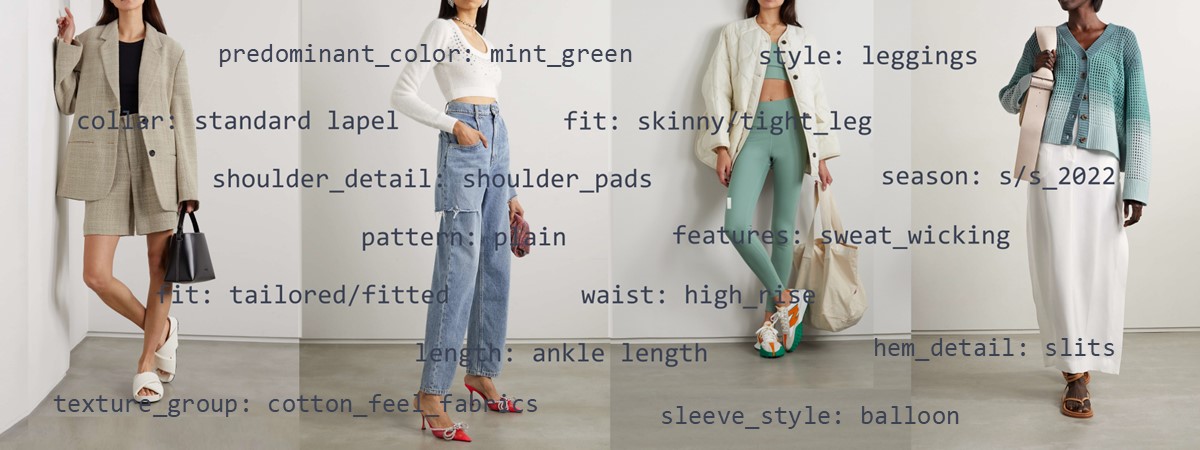 predominant_color: mint_green
style: leggings
collar: standard lapel
fit: skinny/tight_leg
shoulder_detail: shoulder_pads
season: s/s_2022
pattern: plain
features: sweat_wicking
fit: tailored/fitted
waist: high_rise
length: ankle length
hem_detail: slits
texture_group: cotton_feel_fabrics
sleeve_style: balloon